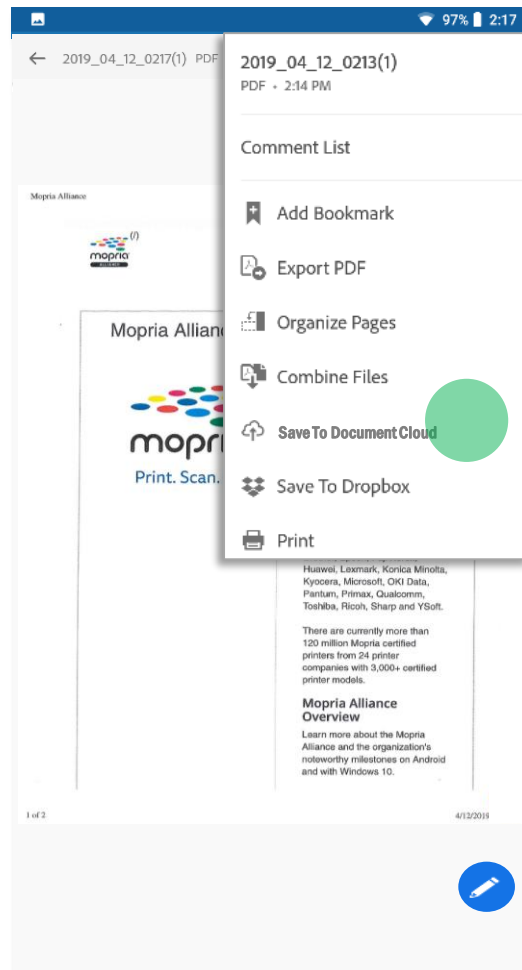 97% 2:17
2019_04_12_0217(1) PDF
2019_04_12_0213(1)
PDF • 2:14 PM
Comment List
Add Bookmark
Export PDF
Organize Pages
Combine Files
Save To Document Cloud
Save To Dropbox
Print
Mopria Alliance
mopria
ALLIANCE
Mopria Allian
mopri
Print. Scan.
Huawei, Lexmark, Konica Minolta,
Kyocera, Microsoft, OKI Data,
Pantum, Primax, Qualcomm,
Toshiba, Ricoh, Sharp and YSoft.
There are currently more than
120 million Mopria certified
printers from 24 printer
companies with 3,000+ certified
printer models.
Mopria Alliance
Overview
Learn more about the Mopria
Alliance and the organization's
noteworthy milestones on Android
and with Windows 10.
1 of 2
4/12/2019